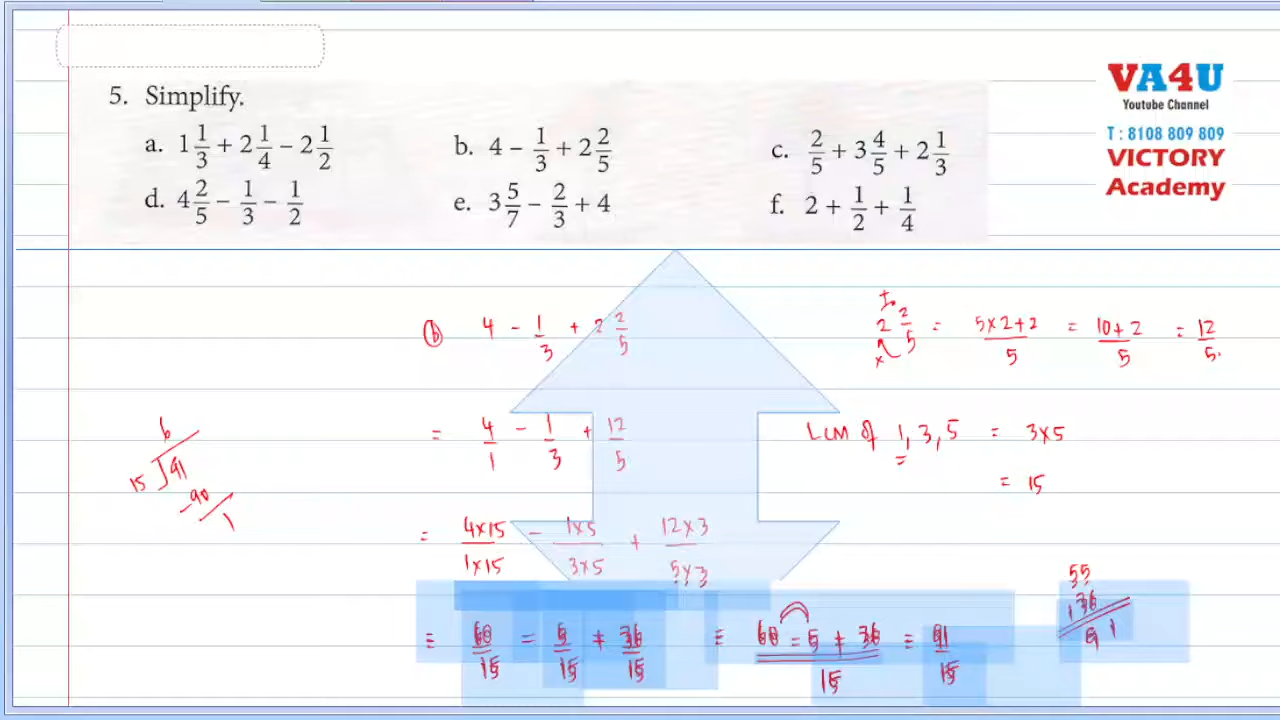 5. Simplify.
a. 1 1/3 + 2 1/4 − 2 1/2
b. 4 − 1/3 + 2 2/5
c. 2/5 + 3 4/5 + 2 1/3
d. 4 2/5 − 1/3 − 1/2
e. 3 5/7 − 2/3 + 4
f. 2 + 1/2 + 1/4
VA4U
Youtube Channel
T : 8108 809 809
VICTORY
Academy
(b) 4 − 1/3 + 2 2/5
+ 2 2/5 × = 5×2+2/5 = 10+2/5 = 12/5
= 4/1 − 1/3 + 12/5
LCM of 1, 3, 5 = 3×5
= 15
6
15 91
−90
1
= 4×15/1×15 − 1×5/3×5 + 12×3/5×3
= 60/15 − 5/15 + 36/15 = 60 − 5 + 36/15 = 91/15
55
36
91